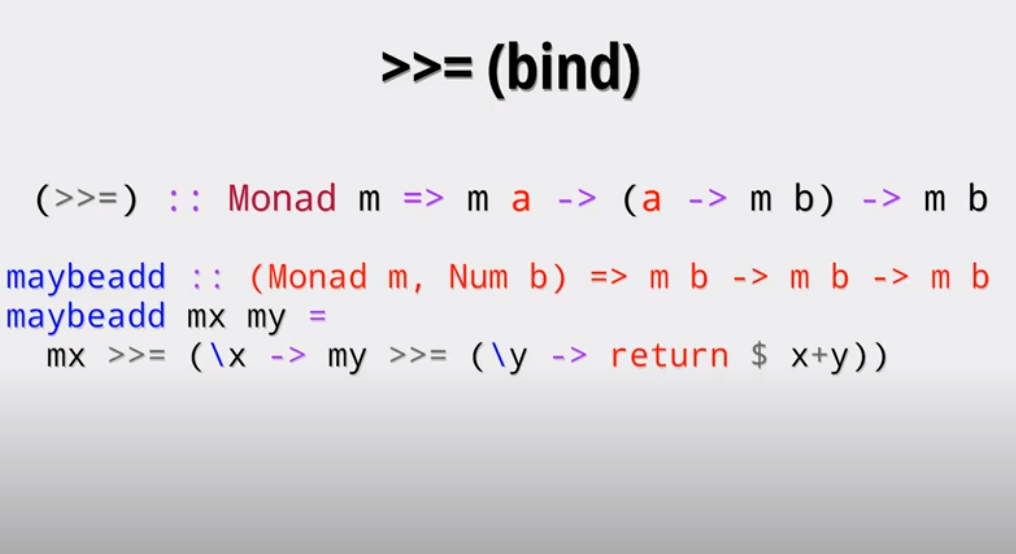 >>= (bind)
(>>=) :: Monad m => m a -> (a -> m b) -> m b
maybeadd :: (Monad m, Num b) => m b -> m b -> m b
maybeadd mx my =
mx >>= (\x -> my >>= (\y -> return $ x+y))